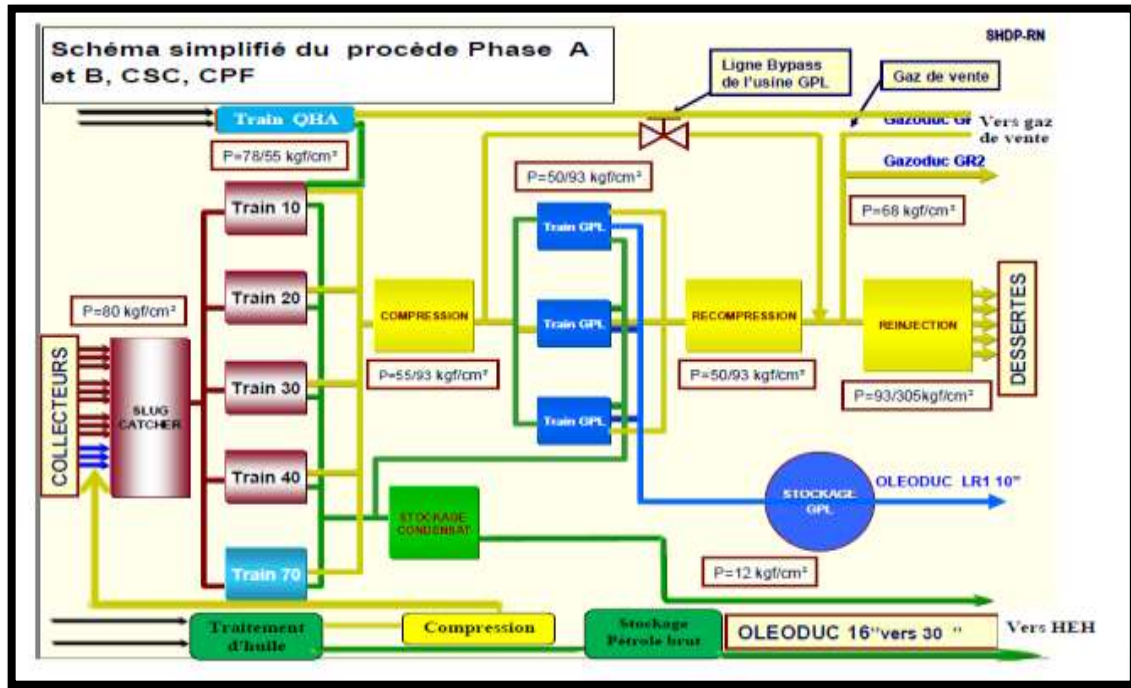 Schéma simplifié du procède Phase A
et B, CSC, CPF
SHDP-RN
Ligne Bypass
de l'usine GPL
Gaz de vente
Train QHA
Gazoduc GR
Vers gaz
de vente
P=78/55 kgf/cm²
P=50/93 kgf/cm²
Gazoduc GR2
Train 10
Train GPL
P=68 kgf/cm²
Train 20
P=80 kgf/cm²
COMPRESSION
Train GPL
RECOMPRESSION
REINJECTION
DESSERTES
COLLECTEURS
SLUG
CATCHER
Train 30
P=55/93 kgf/cm²
P=50/93 kgf/cm²
P=93/305kgf/cm²
Train GPL
Train 40
STOCKAGE
CONDENSAT
STOCKAGE
GPL
OLEODUC LR1 10"
Train 70
P=12 kgf/cm²
Traitement
d'huile
Compression
Stockage
Pétrole brut
OLEODUC 16"vers 30 "
Vers HEH